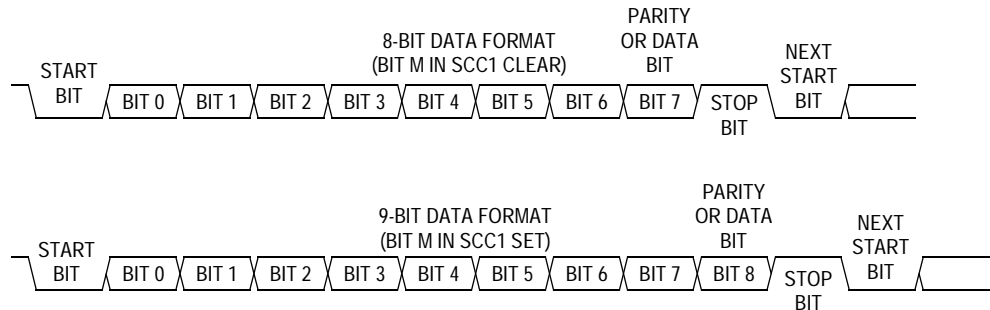 8-BIT DATA FORMAT
(BIT M IN SCC1 CLEAR)
PARITY
OR DATA
BIT
START
BIT
BIT 0 BIT 1 BIT 2 BIT 3 BIT 4 BIT 5 BIT 6 BIT 7
STOP
BIT
NEXT
START
BIT
9-BIT DATA FORMAT
(BIT M IN SCC1 SET)
PARITY
OR DATA
BIT
START
BIT
BIT 0 BIT 1 BIT 2 BIT 3 BIT 4 BIT 5 BIT 6 BIT 7 BIT 8
STOP
BIT
NEXT
START
BIT